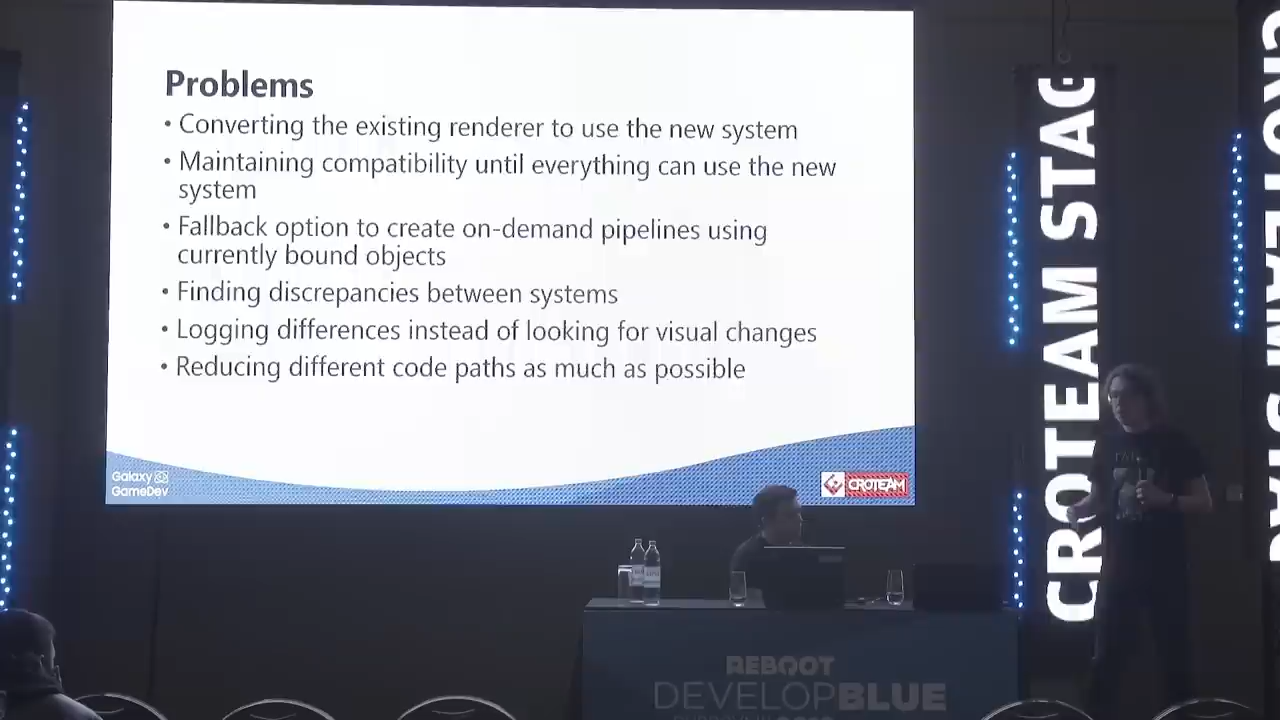 Problems
• Converting the existing renderer to use the new system
• Maintaining compatibility until everything can use the new
system
• Fallback option to create on-demand pipelines using
currently bound objects
• Finding discrepancies between systems
• Logging differences instead of looking for visual changes
• Reducing different code paths as much as possible
Galaxy
GameDev
CROTEAM
CROTEAM STAG
REBOOT
DEVELOPBLUE